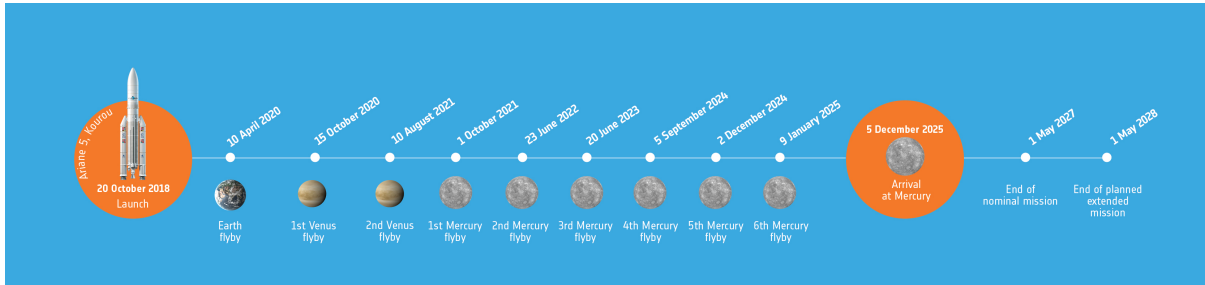 Ariane 5, Kourou
20 October 2018
Launch
10 April 2020
Earth
flyby
15 October 2020
1st Venus
flyby
10 August 2021
2nd Venus
flyby
1 October 2021
1st Mercury
flyby
23 June 2022
2nd Mercury
flyby
20 June 2023
3rd Mercury
flyby
5 September 2024
4th Mercury
flyby
2 December 2024
5th Mercury
flyby
9 January 2025
6th Mercury
flyby
5 December 2025
Arrival
at Mercury
1 May 2027
End of
nominal mission
1 May 2028
End of planned
extended
mission